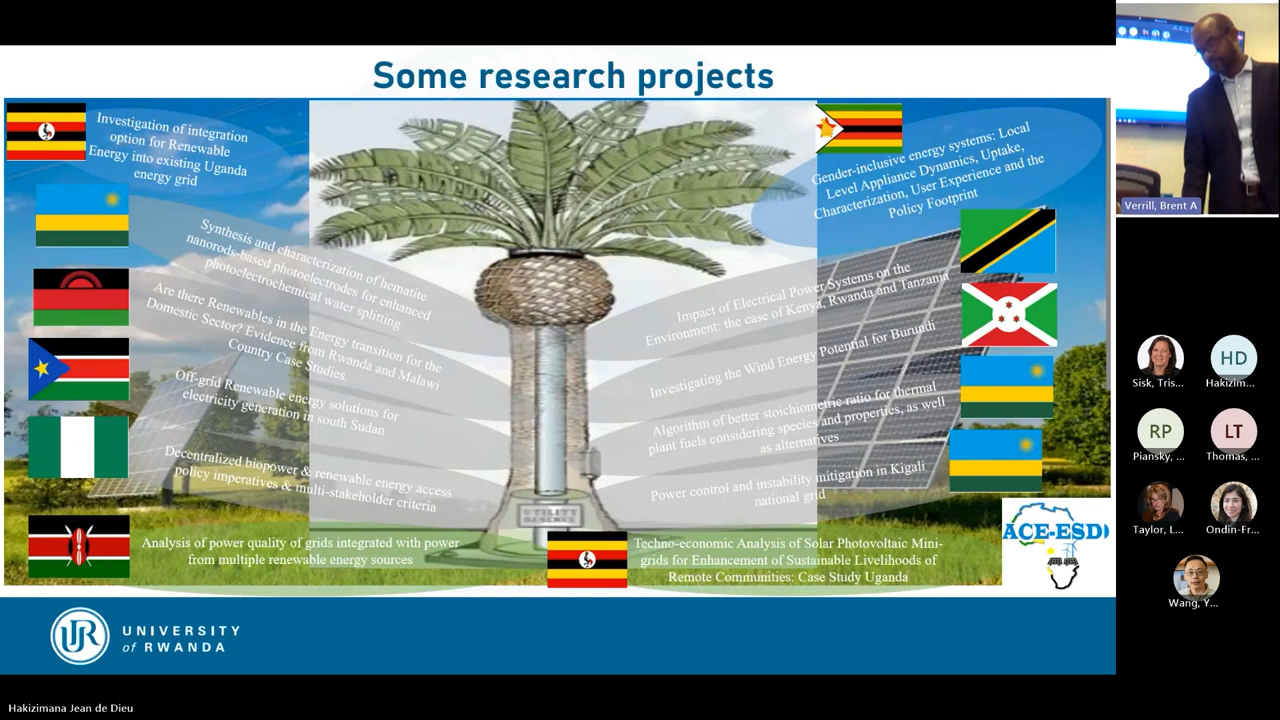 Some research projects
Investigation of integration
option for Renewable
Energy into existing Uganda
energy grid
Synthesis and characterization of hematite
nanorods-based photoelectrodes for enhanced
photoelectrochemical water splitting
Are there Renewables in the Energy transition for the
Domestic Sector? Evidence from Rwanda and Malawi
Country Case Studies.
Off-grid Renewable energy solutions for
electricity generation in south Sudan
Decentralized biopower & renewable energy access
policy imperatives & multi-stakeholder criteria
Analysis of power quality of grids integrated with power
from multiple renewable energy sources
UTILITY
Gender-inclusive energy systems: Local
Level Appliance Dynamics, Uptake,
Characterization, User Experience and the
Policy Footprint
Impact of Electrical Power Systems on the
Environment: the case of Kenya, Rwanda and Tanzania
Investigating the Wind Energy Potential for Burundi
Algorithm of better stoichiometric ratio for thermal
plant fuels considering species and properties, as well
as alternatives
Power control and instability mitigation in Kigali
national grid
Techno-economic Analysis of Solar Photovoltaic Mini-
grids for Enhancement of Sustainable Livelihoods of
Remote Communities: Case Study Uganda
ACE-ESD
UR
UNIVERSITY
of RWANDA
Hakizimana Jean de Dieu
Verrill, Brent A
Sisk, Tris...
HD
Hakizim...
RP
Piansky, ...
LT
Thomas, ...
Taylor, L...
Ondin-Fr...
Wang, Y...